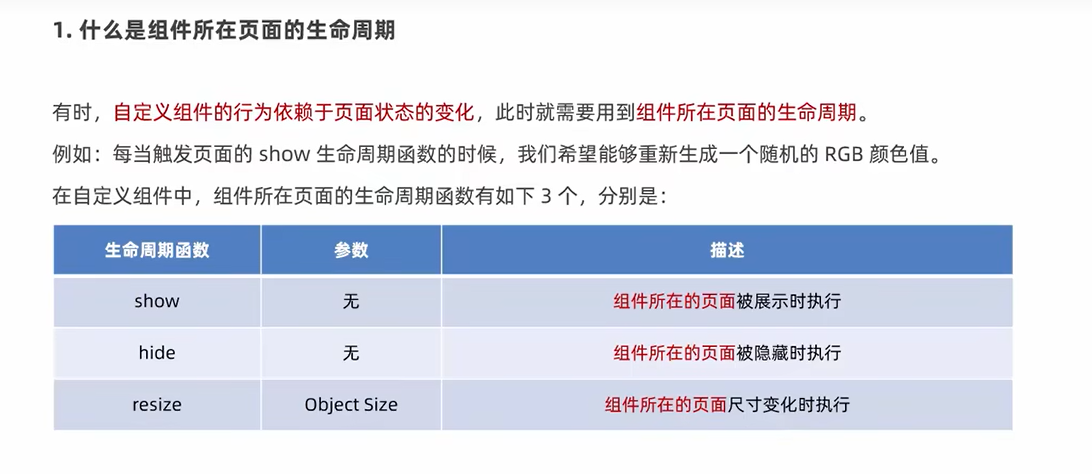 1. 什么是组件所在页面的生命周期
有时，自定义组件的行为依赖于页面状态的变化，此时就需要用到组件所在页面的生命周期。
例如：每当触发页面的 show 生命周期函数的时候，我们希望能够重新生成一个随机的 RGB 颜色值。
在自定义组件中，组件所在页面的生命周期函数有如下 3 个，分别是：
生命周期函数 参数 描述
show 无 组件所在的页面被展示时执行
hide 无 组件所在的页面被隐藏时执行
resize Object Size 组件所在的页面尺寸变化时执行